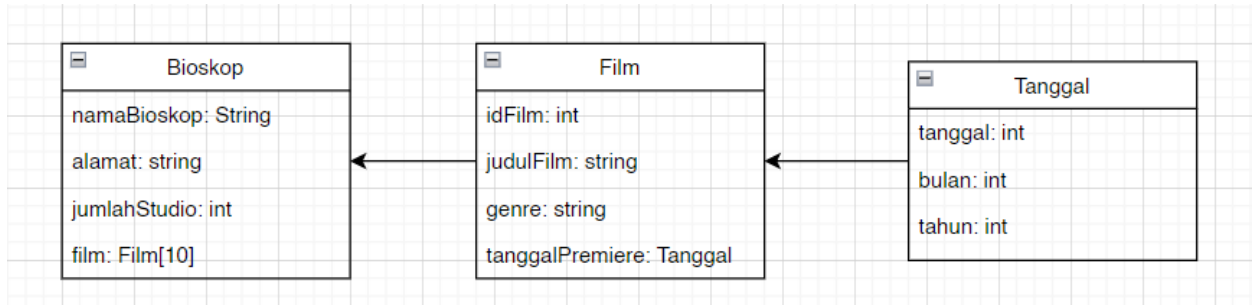 Bioskop
namaBioskop: String
alamat: string
jumlahStudio: int
film: Film[10]
Film
idFilm: int
judulFilm: string
genre: string
tanggalPremiere: Tanggal
Tanggal
tanggal: int
bulan: int
tahun: int